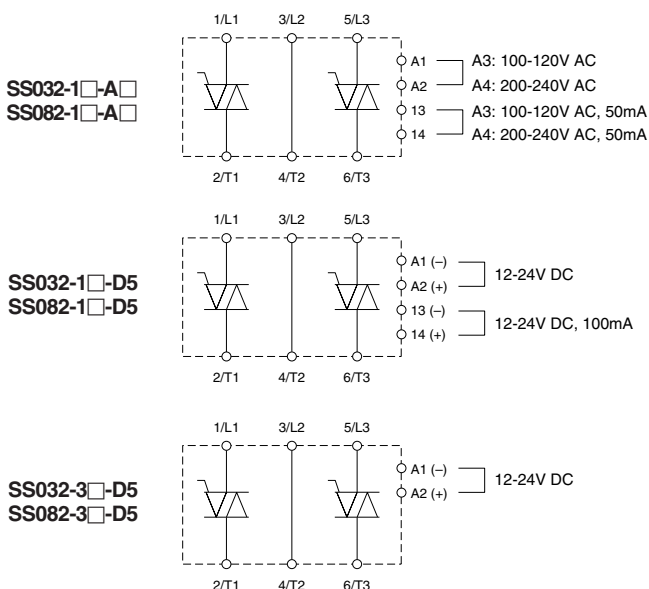 1/L1 3/L2 5/L3
SS032-1□-A□
SS082-1□-A□
A1 A3: 100-120V AC
A2 A4: 200-240V AC
13 A3: 100-120V AC, 50mA
14 A4: 200-240V AC, 50mA
2/T1 4/T2 6/T3
1/L1 3/L2 5/L3
SS032-1□-D5
SS082-1□-D5
A1 (–)
A2 (+)
12-24V DC
13 (–)
14 (+)
12-24V DC, 100mA
2/T1 4/T2 6/T3
1/L1 3/L2 5/L3
SS032-3□-D5
SS082-3□-D5
A1 (–)
A2 (+)
12-24V DC
2/T1 4/T2 6/T3